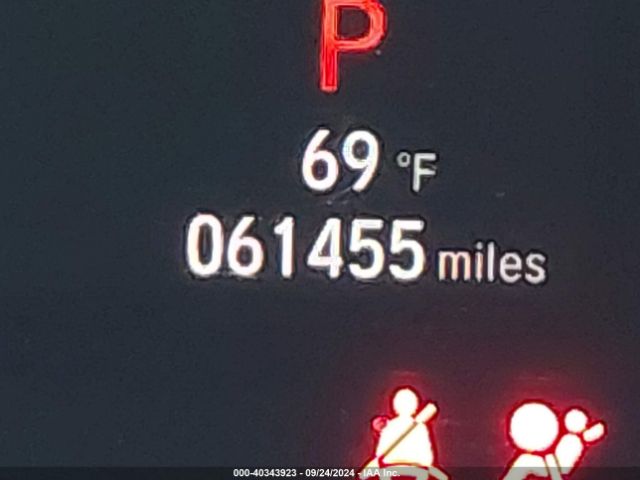 P
69 °F
061455 miles
000-40343923 - 09/24/2024 - IAA Inc.